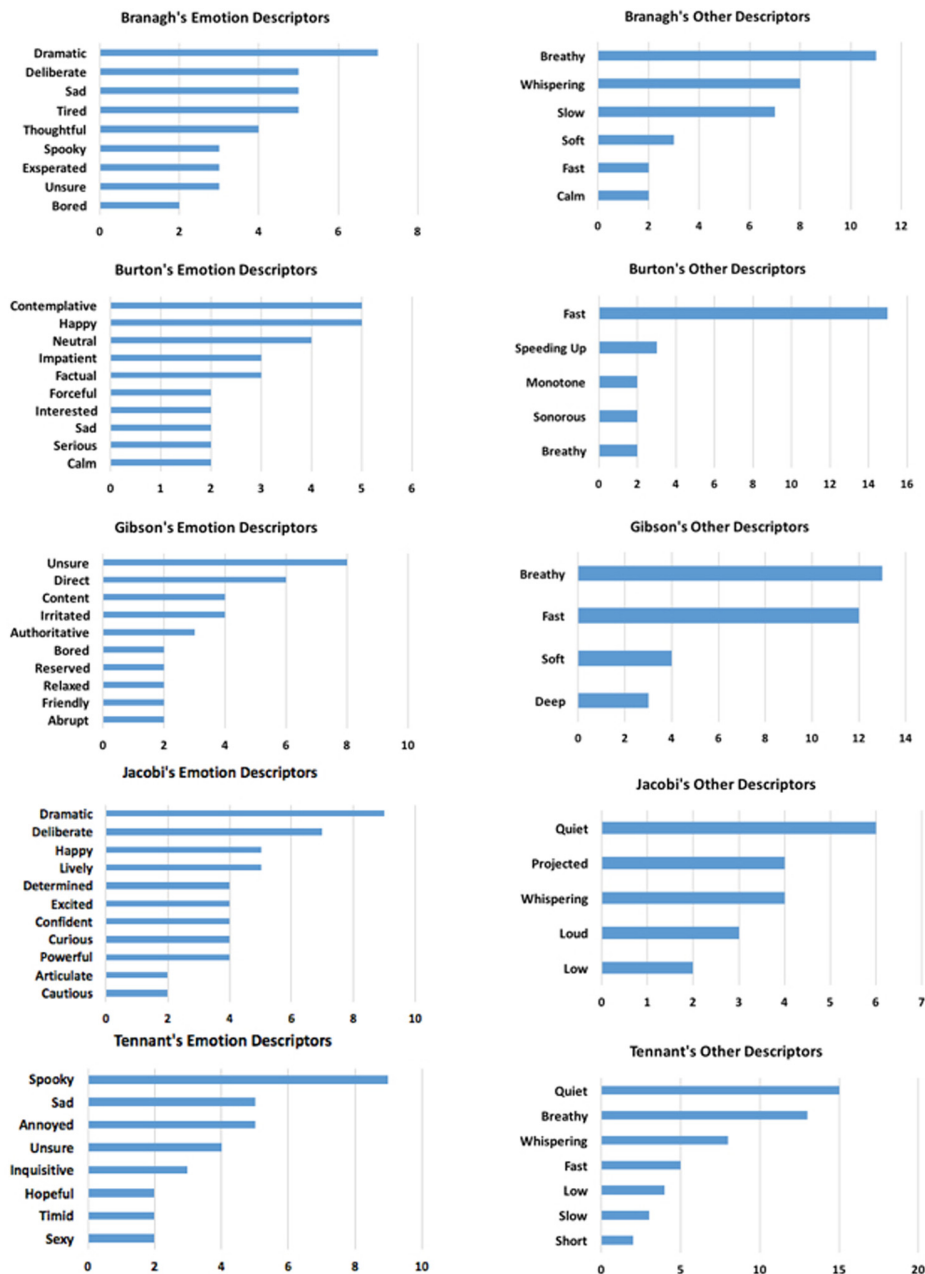 Branagh's Emotion Descriptors
Dramatic
Deliberate
Sad
Tired
Thoughtful
Spooky
Exsperated
Unsure
Bored
0 2 4 6 8
Branagh's Other Descriptors
Breathy
Whispering
Slow
Soft
Fast
Calm
0 2 4 6 8 10 12
Burton's Emotion Descriptors
Contemplative
Happy
Neutral
Impatient
Factual
Forceful
Interested
Sad
Serious
Calm
0 1 2 3 4 5 6
Burton's Other Descriptors
Fast
Speeding Up
Monotone
Sonorous
Breathy
0 2 4 6 8 10 12 14 16
Gibson's Emotion Descriptors
Unsure
Direct
Content
Irritated
Authoritative
Bored
Reserved
Relaxed
Friendly
Abrupt
0 2 4 6 8 10
Gibson's Other Descriptors
Breathy
Fast
Soft
Deep
0 2 4 6 8 10 12 14
Jacobi's Emotion Descriptors
Dramatic
Deliberate
Happy
Lively
Determined
Excited
Confident
Curious
Powerful
Articulate
Cautious
0 2 4 6 8 10
Jacobi's Other Descriptors
Quiet
Projected
Whispering
Loud
Low
0 1 2 3 4 5 6 7
Tennant's Emotion Descriptors
Spooky
Sad
Annoyed
Unsure
Inquisitive
Hopeful
Timid
Sexy
0 2 4 6 8 10
Tennant's Other Descriptors
Quiet
Breathy
Whispering
Fast
Low
Slow
Short
0 5 10 15 20